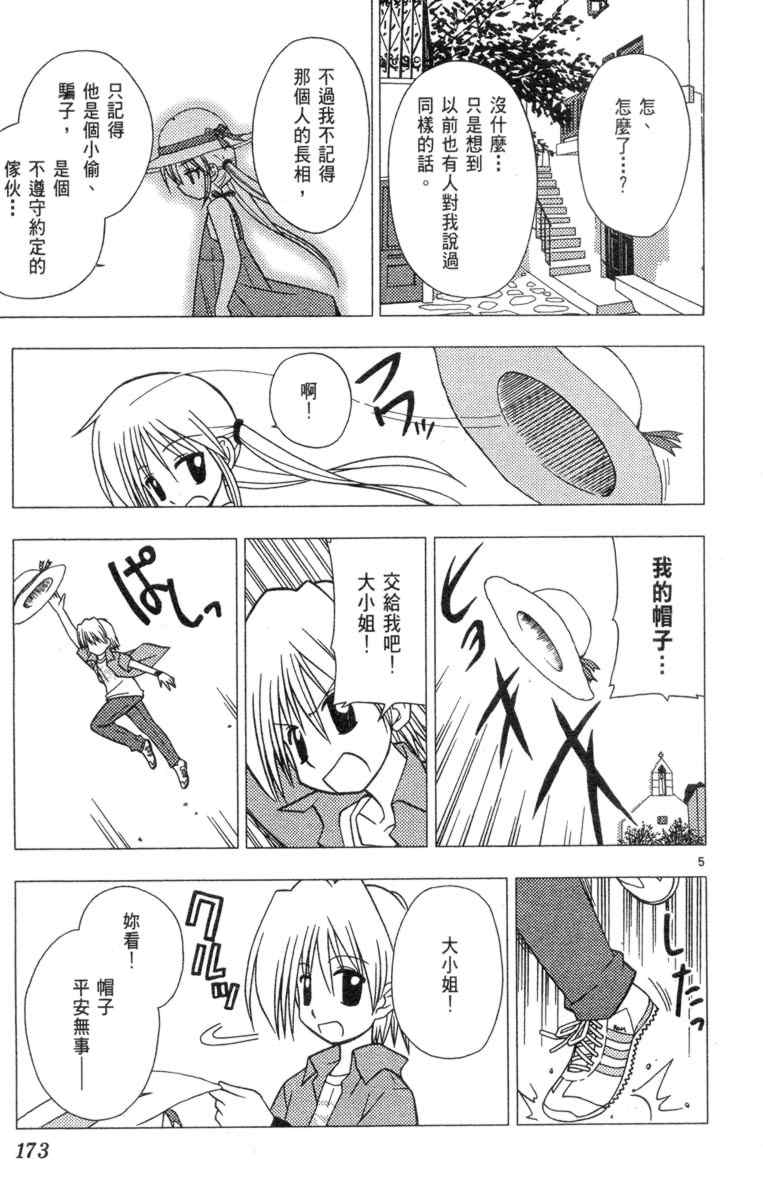 怎、
怎麼了…?
沒什麼…
只是想到
以前也有人對我說過
同樣的話。
不過我不記得
那個人的長相，
只記得
他是個小偷、
騙子，
是個
不遵守約定的
傢伙…
フワッ
啊！
我的帽子…
ビュ
交給我吧！
大小姐！
ぱしっ
5
したっ
大小姐！
クルッ
妳看！
帽子
平安無事——
173